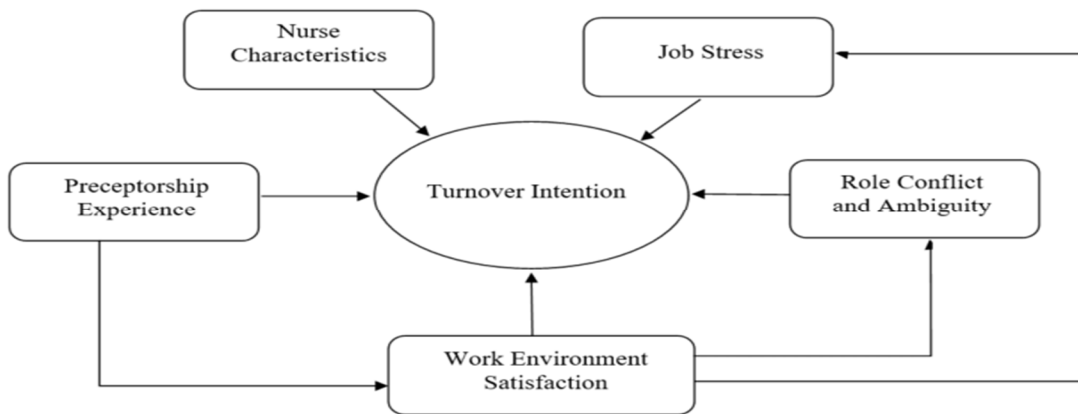 Nurse
Characteristics
Job Stress
Preceptorship
Experience
Turnover Intention
Role Conflict
and Ambiguity
Work Environment
Satisfaction